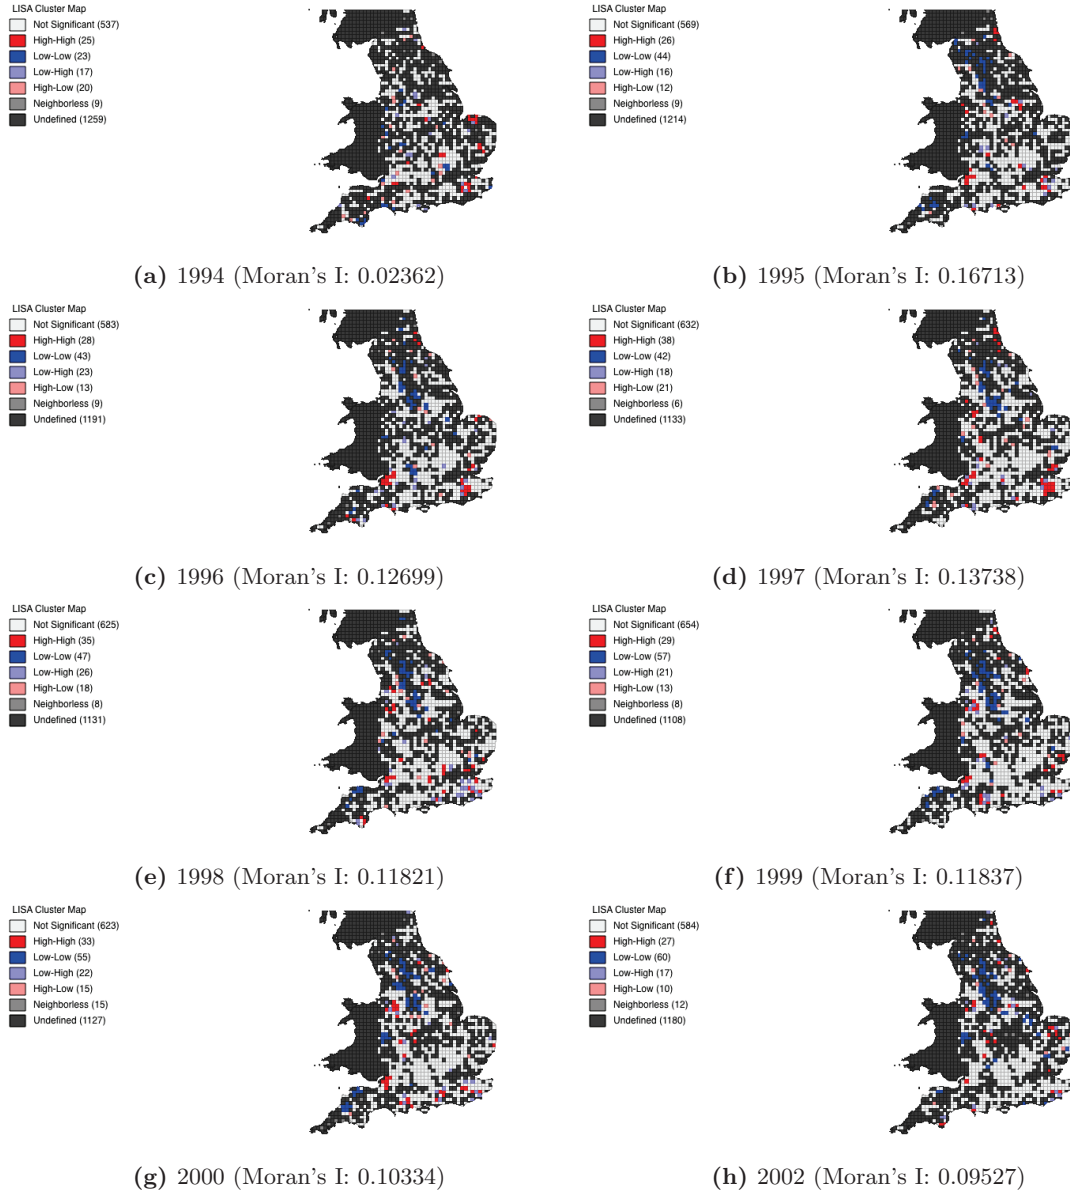 LISA Cluster Map
Not Significant (537)
High-High (25)
Low-Low (23)
Low-High (17)
High-Low (20)
Neighborless (9)
Undefined (1259)
(a) 1994 (Moran's I: 0.02362)
LISA Cluster Map
Not Significant (569)
High-High (26)
Low-Low (44)
Low-High (16)
High-Low (12)
Neighborless (9)
Undefined (1214)
(b) 1995 (Moran's I: 0.16713)
LISA Cluster Map
Not Significant (583)
High-High (28)
Low-Low (43)
Low-High (23)
High-Low (13)
Neighborless (9)
Undefined (1191)
(c) 1996 (Moran's I: 0.12699)
LISA Cluster Map
Not Significant (632)
High-High (38)
Low-Low (42)
Low-High (18)
High-Low (21)
Neighborless (6)
Undefined (1133)
(d) 1997 (Moran's I: 0.13738)
LISA Cluster Map
Not Significant (625)
High-High (35)
Low-Low (47)
Low-High (26)
High-Low (18)
Neighborless (8)
Undefined (1131)
(e) 1998 (Moran's I: 0.11821)
LISA Cluster Map
Not Significant (654)
High-High (29)
Low-Low (57)
Low-High (21)
High-Low (13)
Neighborless (8)
Undefined (1108)
(f) 1999 (Moran's I: 0.11837)
LISA Cluster Map
Not Significant (623)
High-High (33)
Low-Low (55)
Low-High (22)
High-Low (15)
Neighborless (15)
Undefined (1127)
(g) 2000 (Moran's I: 0.10334)
LISA Cluster Map
Not Significant (584)
High-High (27)
Low-Low (60)
Low-High (17)
High-Low (10)
Neighborless (12)
Undefined (1180)
(h) 2002 (Moran's I: 0.09527)